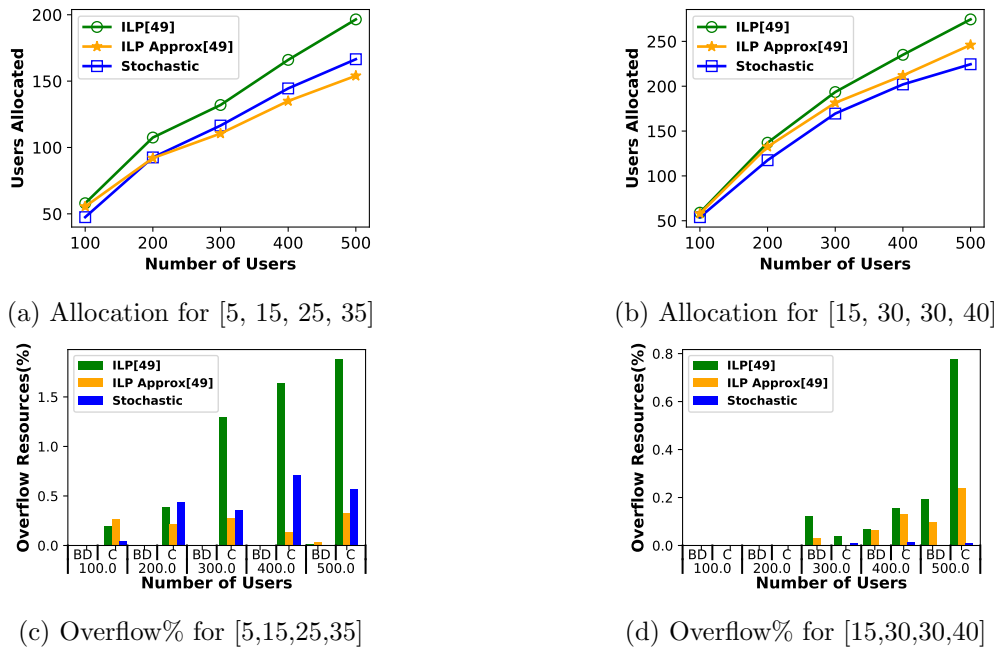 200
150
100
50
Users Allocated
ILP[49]
ILP Approx[49]
Stochastic
100 200 300 400 500
Number of Users
(a) Allocation for [5, 15, 25, 35]
250
200
150
100
50
Users Allocated
ILP[49]
ILP Approx[49]
Stochastic
100 200 300 400 500
Number of Users
(b) Allocation for [15, 30, 30, 40]
1.5
1.0
0.5
0.0
Overflow Resources(%)
ILP[49]
ILP Approx[49]
Stochastic
BD C BD C BD C BD C BD C
100.0 200.0 300.0 400.0 500.0
Number of Users
(c) Overflow% for [5,15,25,35]
0.8
0.6
0.4
0.2
0.0
Overflow Resources(%)
ILP[49]
ILP Approx[49]
Stochastic
BD C BD C BD C BD C BD C
100.0 200.0 300.0 400.0 500.0
Number of Users
(d) Overflow% for [15,30,30,40]